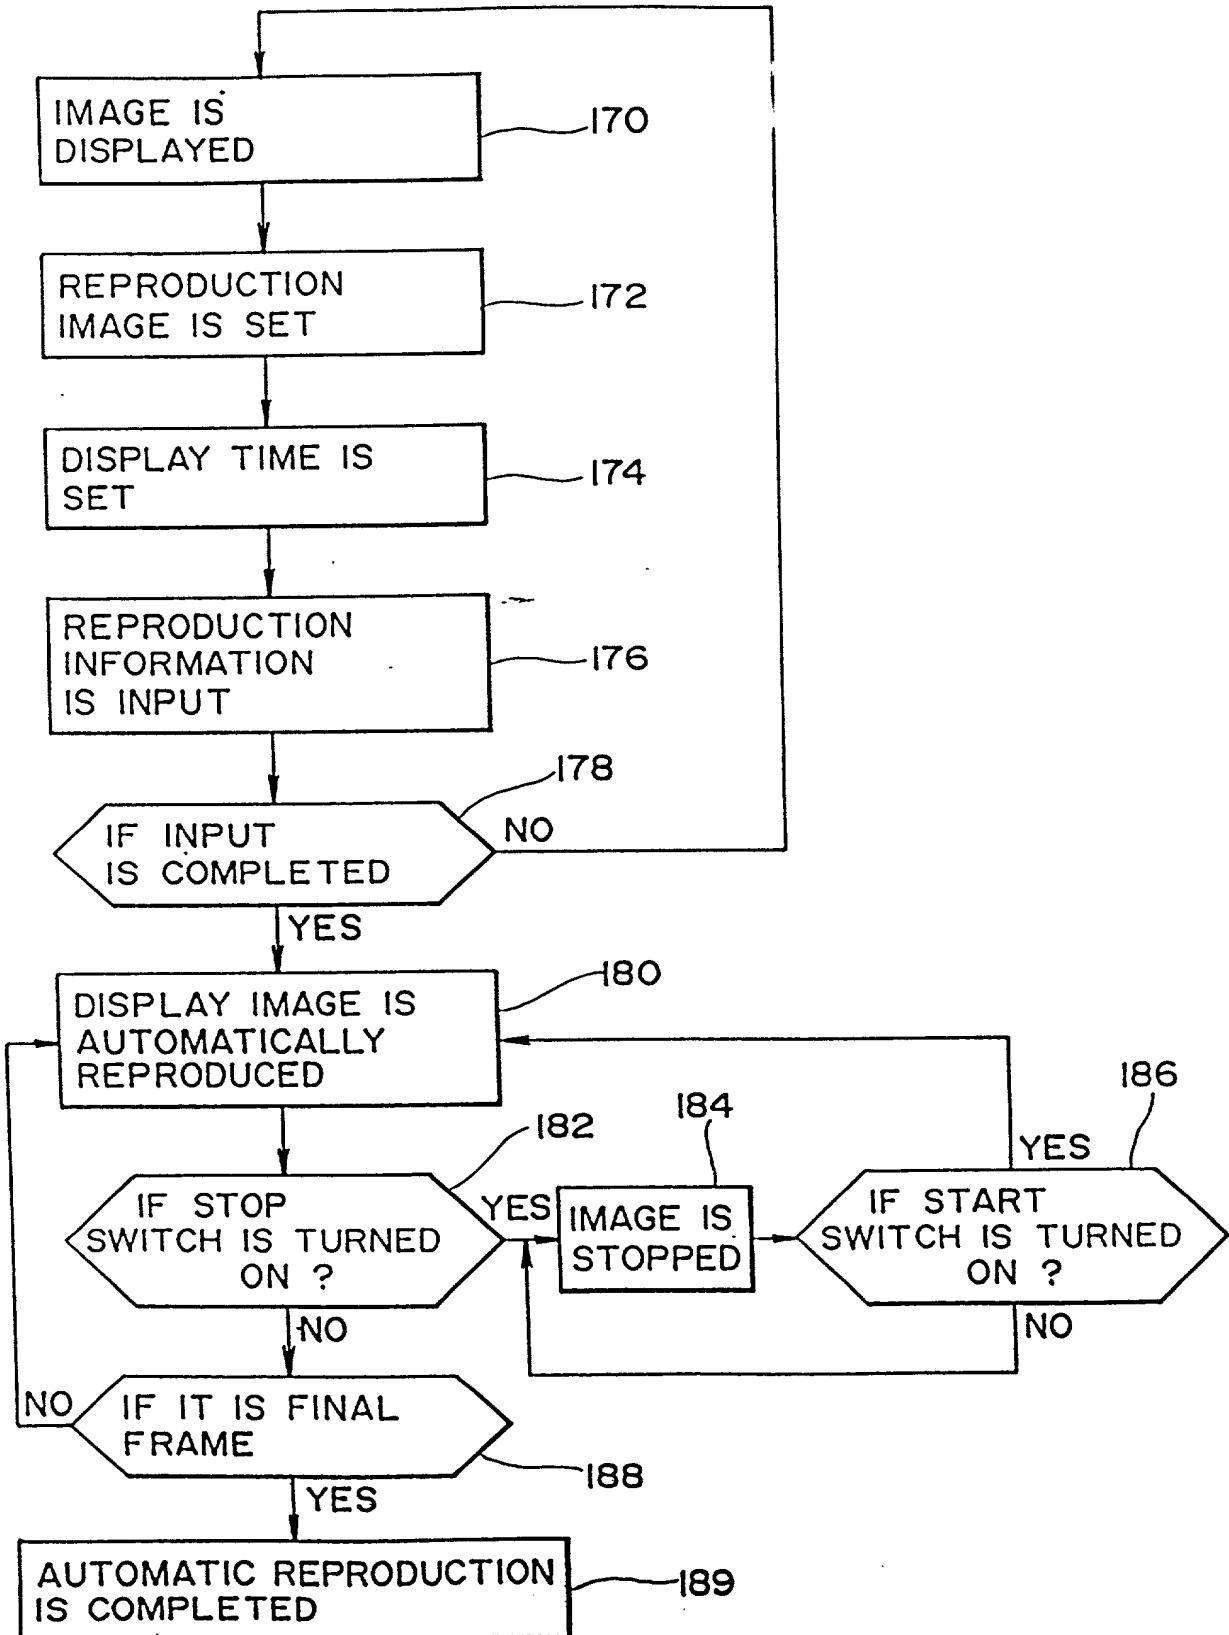 IMAGE IS
DISPLAYED
170
REPRODUCTION
IMAGE IS SET
172
DISPLAY TIME IS
SET
174
REPRODUCTION
INFORMATION
IS INPUT
176
178
IF INPUT
IS COMPLETED
NO
YES
180
DISPLAY IMAGE IS
AUTOMATICALLY
REPRODUCED
182
IF STOP
SWITCH IS TURNED
ON ?
YES
184
IMAGE IS
STOPPED
186
YES
IF START
SWITCH IS TURNED
ON ?
NO
NO
NO
IF IT IS FINAL
FRAME
188
YES
AUTOMATIC REPRODUCTION
IS COMPLETED
189